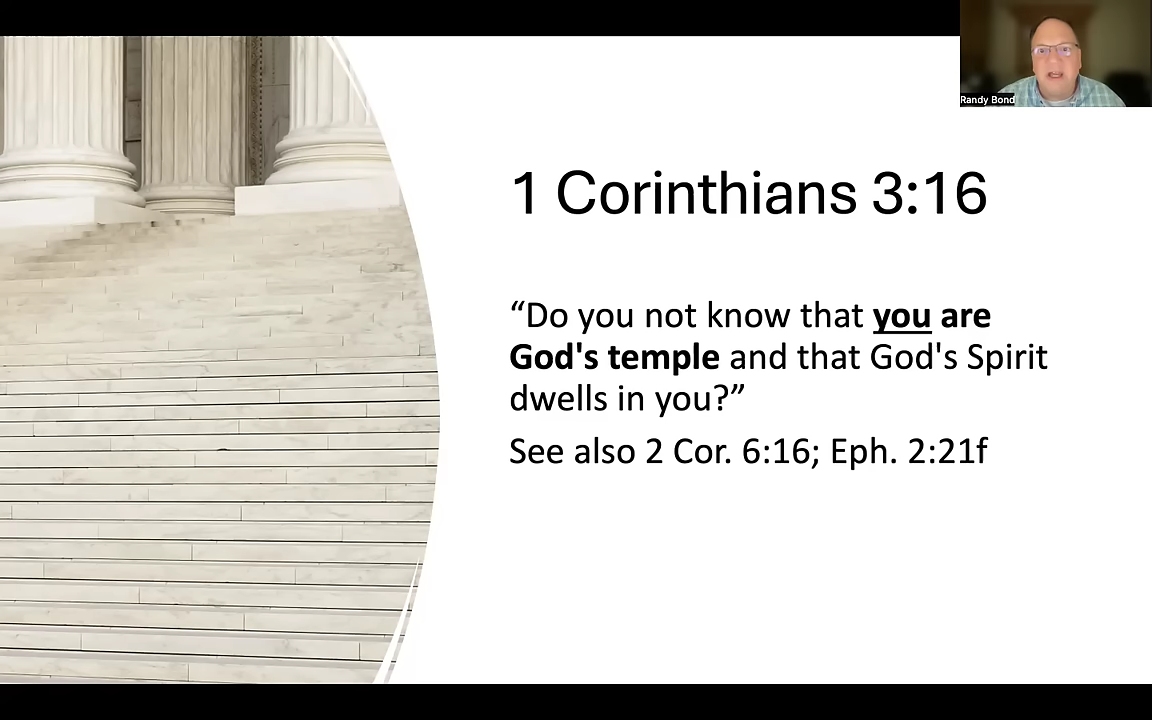 Randy Bond
1 Corinthians 3:16
“Do you not know that you are
God's temple and that God's Spirit
dwells in you?”
See also 2 Cor. 6:16; Eph. 2:21f